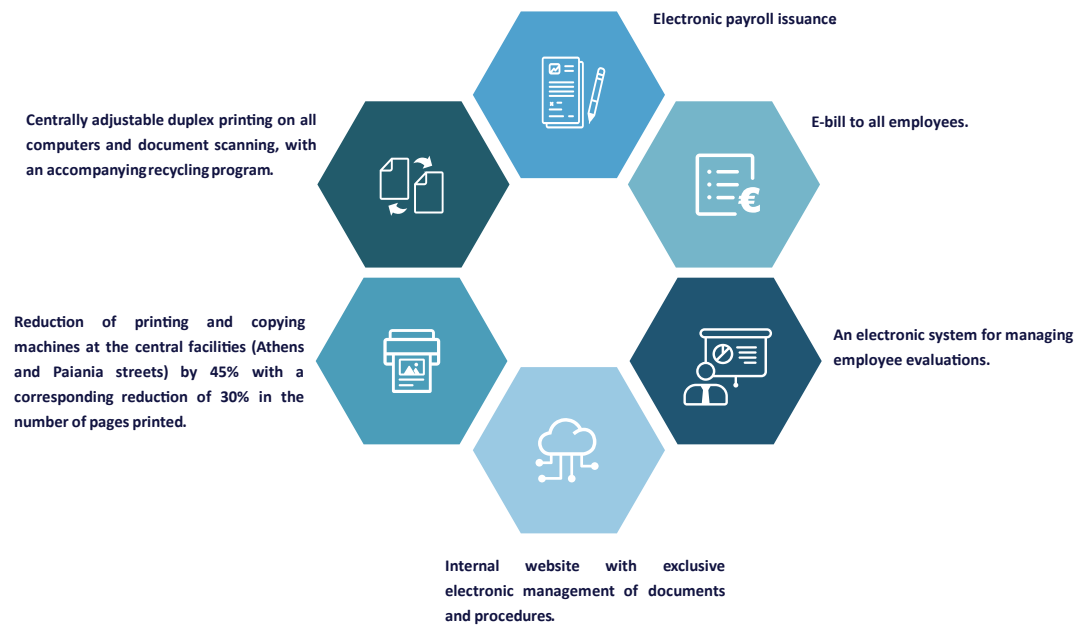 Electronic payroll issuance
E-bill to all employees.
Centrally adjustable duplex printing on all
computers and document scanning, with
an accompanying recycling program.
Reduction of printing and copying
machines at the central facilities (Athens
and Paiania streets) by 45% with a
corresponding reduction of 30% in the
number of pages printed.
An electronic system for managing
employee evaluations.
Internal website with exclusive
electronic management of documents
and procedures.
€